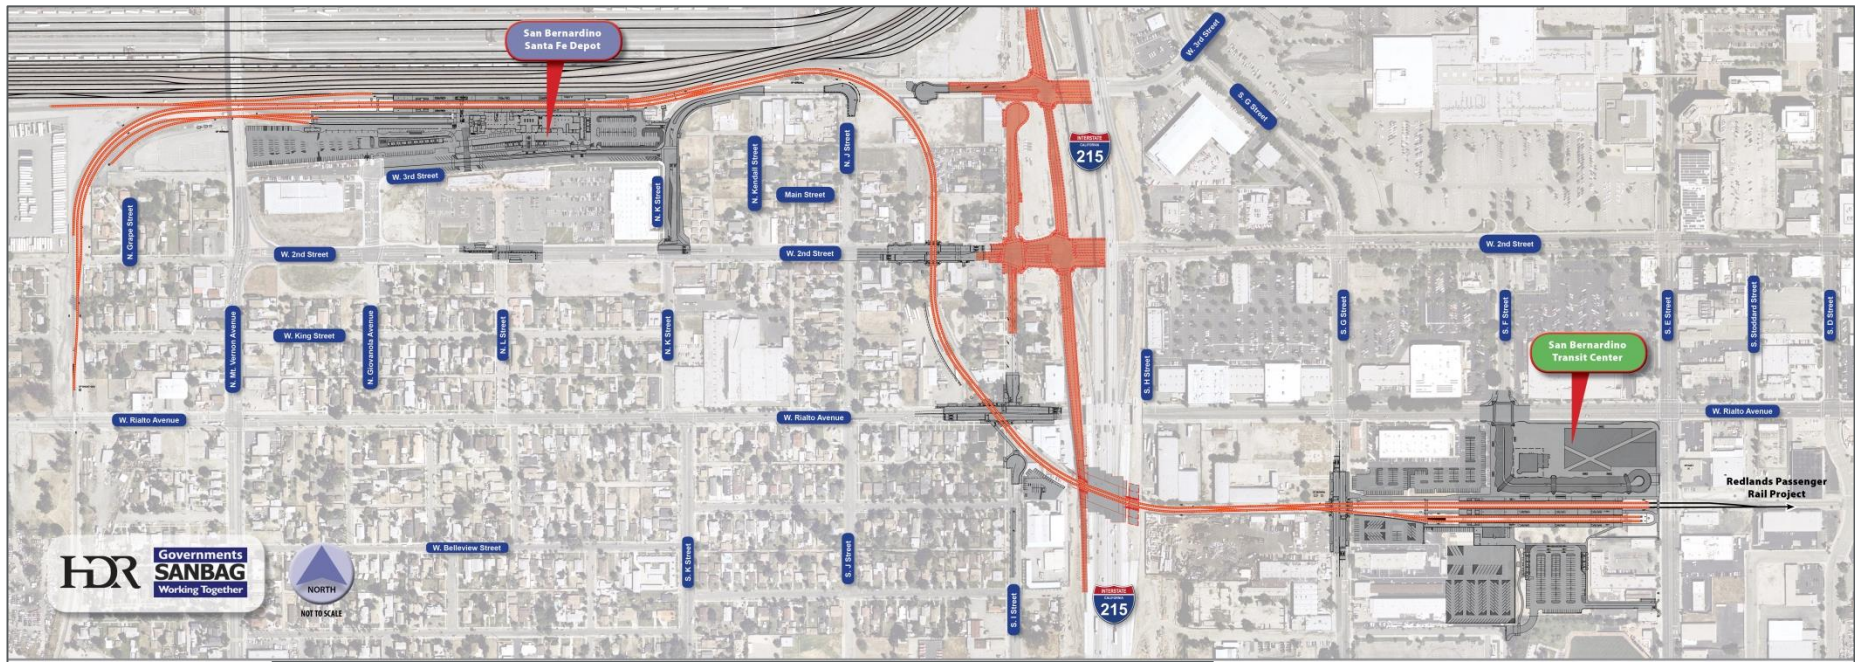 San Bernardino
Santa Fe Depot
W. 3rd Street
S. G Street
INTERSTATE
CALIFORNIA
215
N. Kendall Street
N. J Street
W. 3rd Street
N. K Street
Main Street
N. Grape Street
W. 2nd Street
W. 2nd Street
W. 2nd Street
N. Mt. Vernon Avenue
W. King Street
N. Giovanola Avenue
N. L Street
N. K Street
S. H Street
S. G Street
S. F Street
S. E Street
S. Stoddard Street
S. D Street
San Bernardino
Transit Center
W. Rialto Avenue
W. Rialto Avenue
W. Rialto Avenue
Redlands Passenger
Rail Project
W. Belleview Street
S. K Street
S. J Street
S. I Street
INTERSTATE
CALIFORNIA
215
HDR
Governments
SANBAG
Working Together
NORTH
NOT TO SCALE